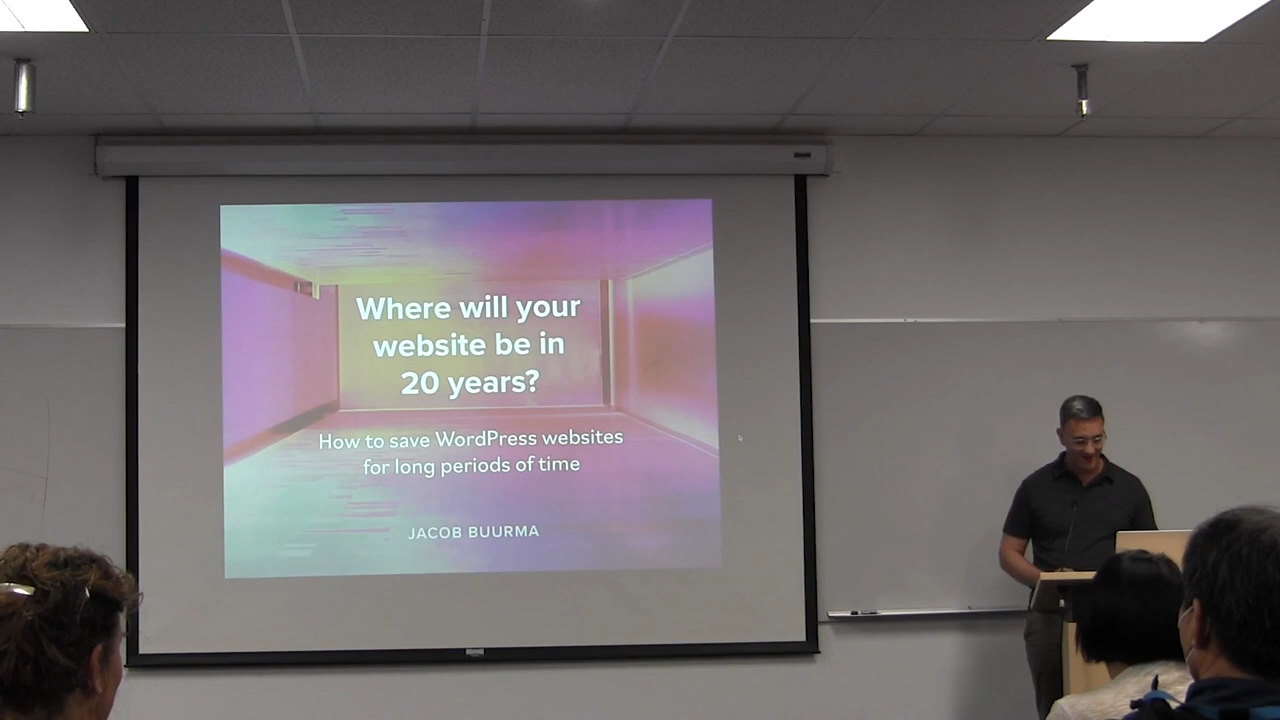 Where will your
website be in
20 years?
How to save WordPress websites
for long periods of time
JACOB BUURMA